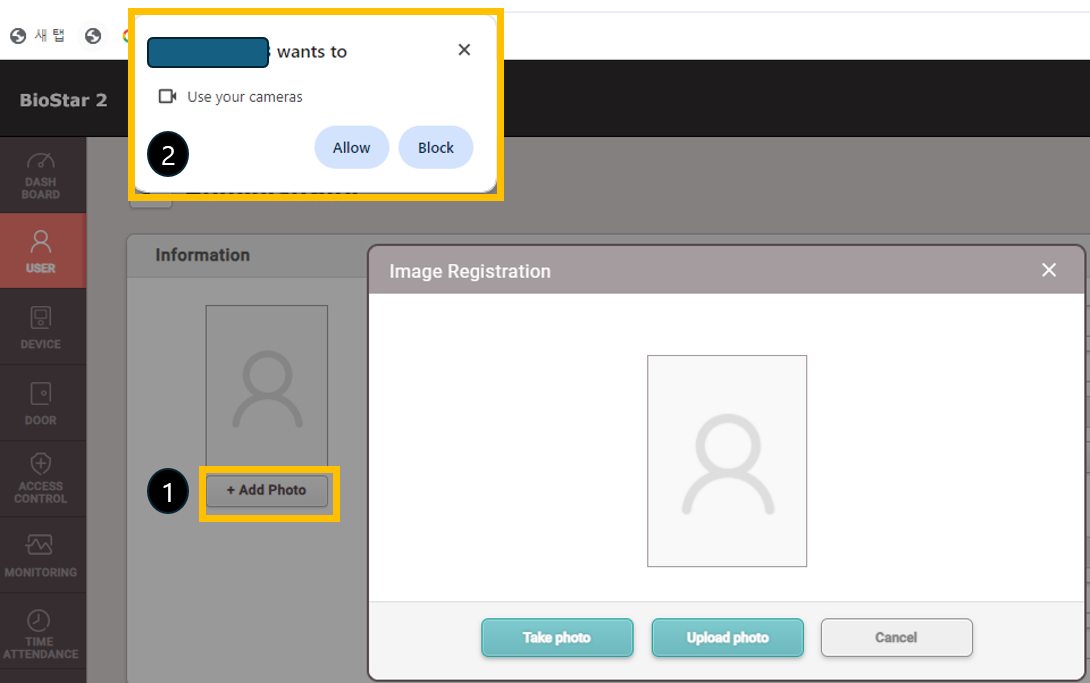 새 탭
wants to
Use your cameras
Allow
Block
2
BioStar 2
DASH
BOARD
USER
DEVICE
DOOR
ACCESS
CONTROL
MONITORING
TIME
ATTENDANCE
Information
1
+ Add Photo
Image Registration
Take photo
Upload photo
Cancel